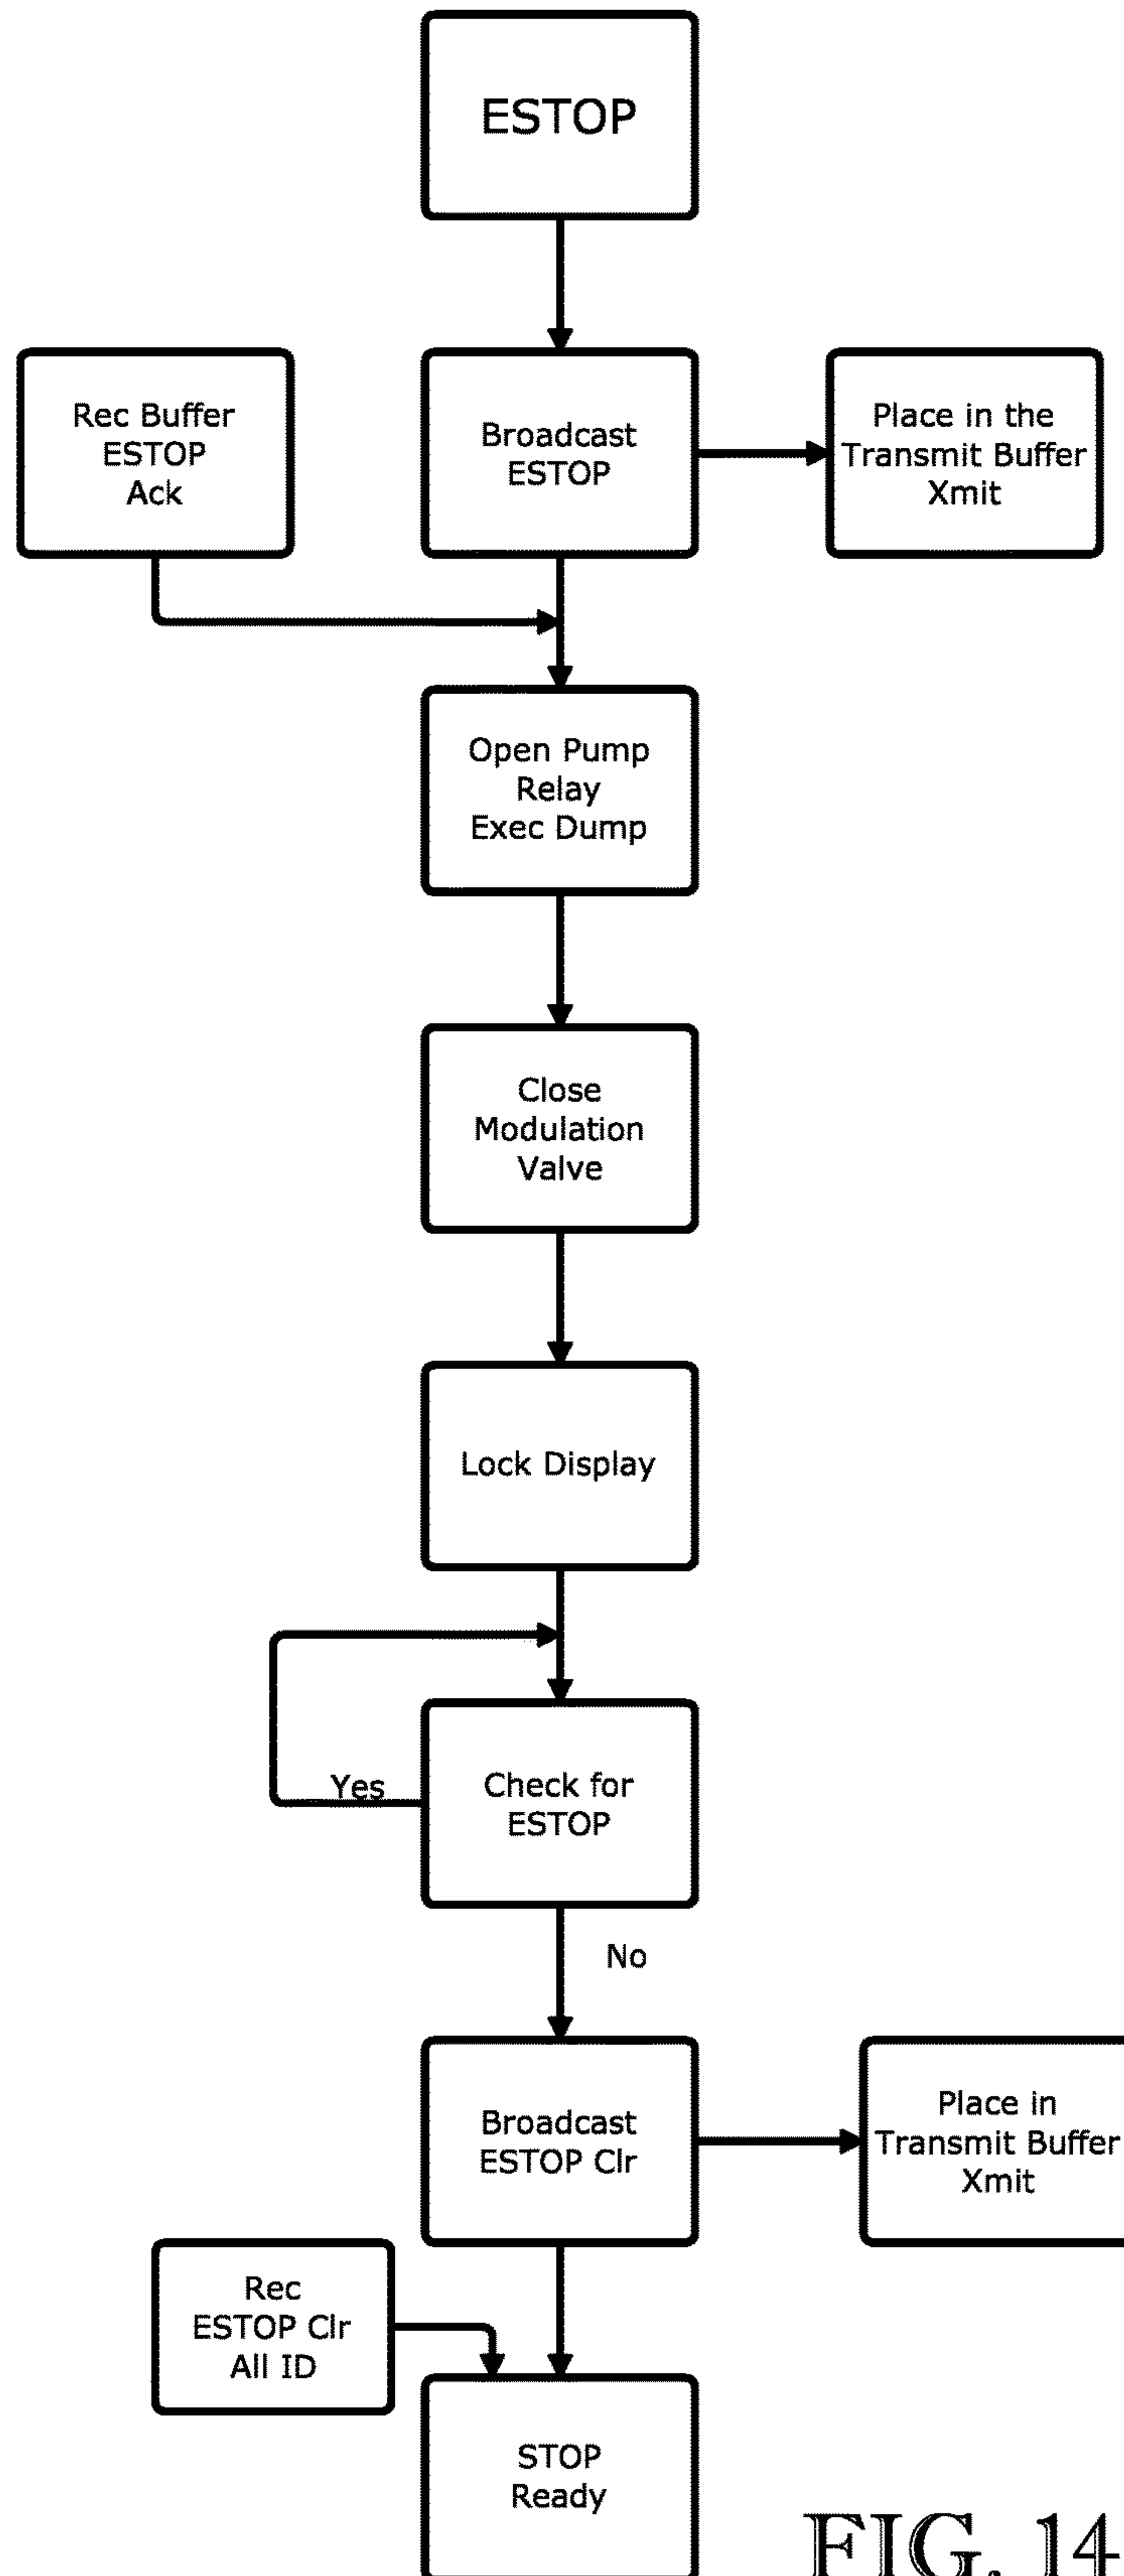 ESTOP
Rec Buffer
ESTOP
Ack
Broadcast
ESTOP
Place in the
Transmit Buffer
Xmit
Open Pump
Relay
Exec Dump
Close
Modulation
Valve
Lock Display
Yes
Check for
ESTOP
No
Broadcast
ESTOP Clr
Place in
Transmit Buffer
Xmit
Rec
ESTOP Clr
All ID
STOP
Ready
FIG. 14